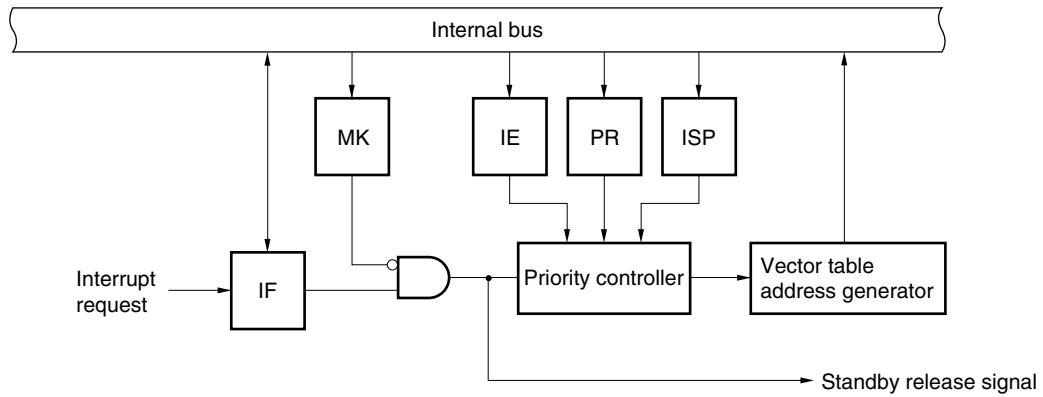 Internal bus
MK
IE
PR
ISP
Interrupt
request
IF
Priority controller
Vector table
address generator
Standby release signal